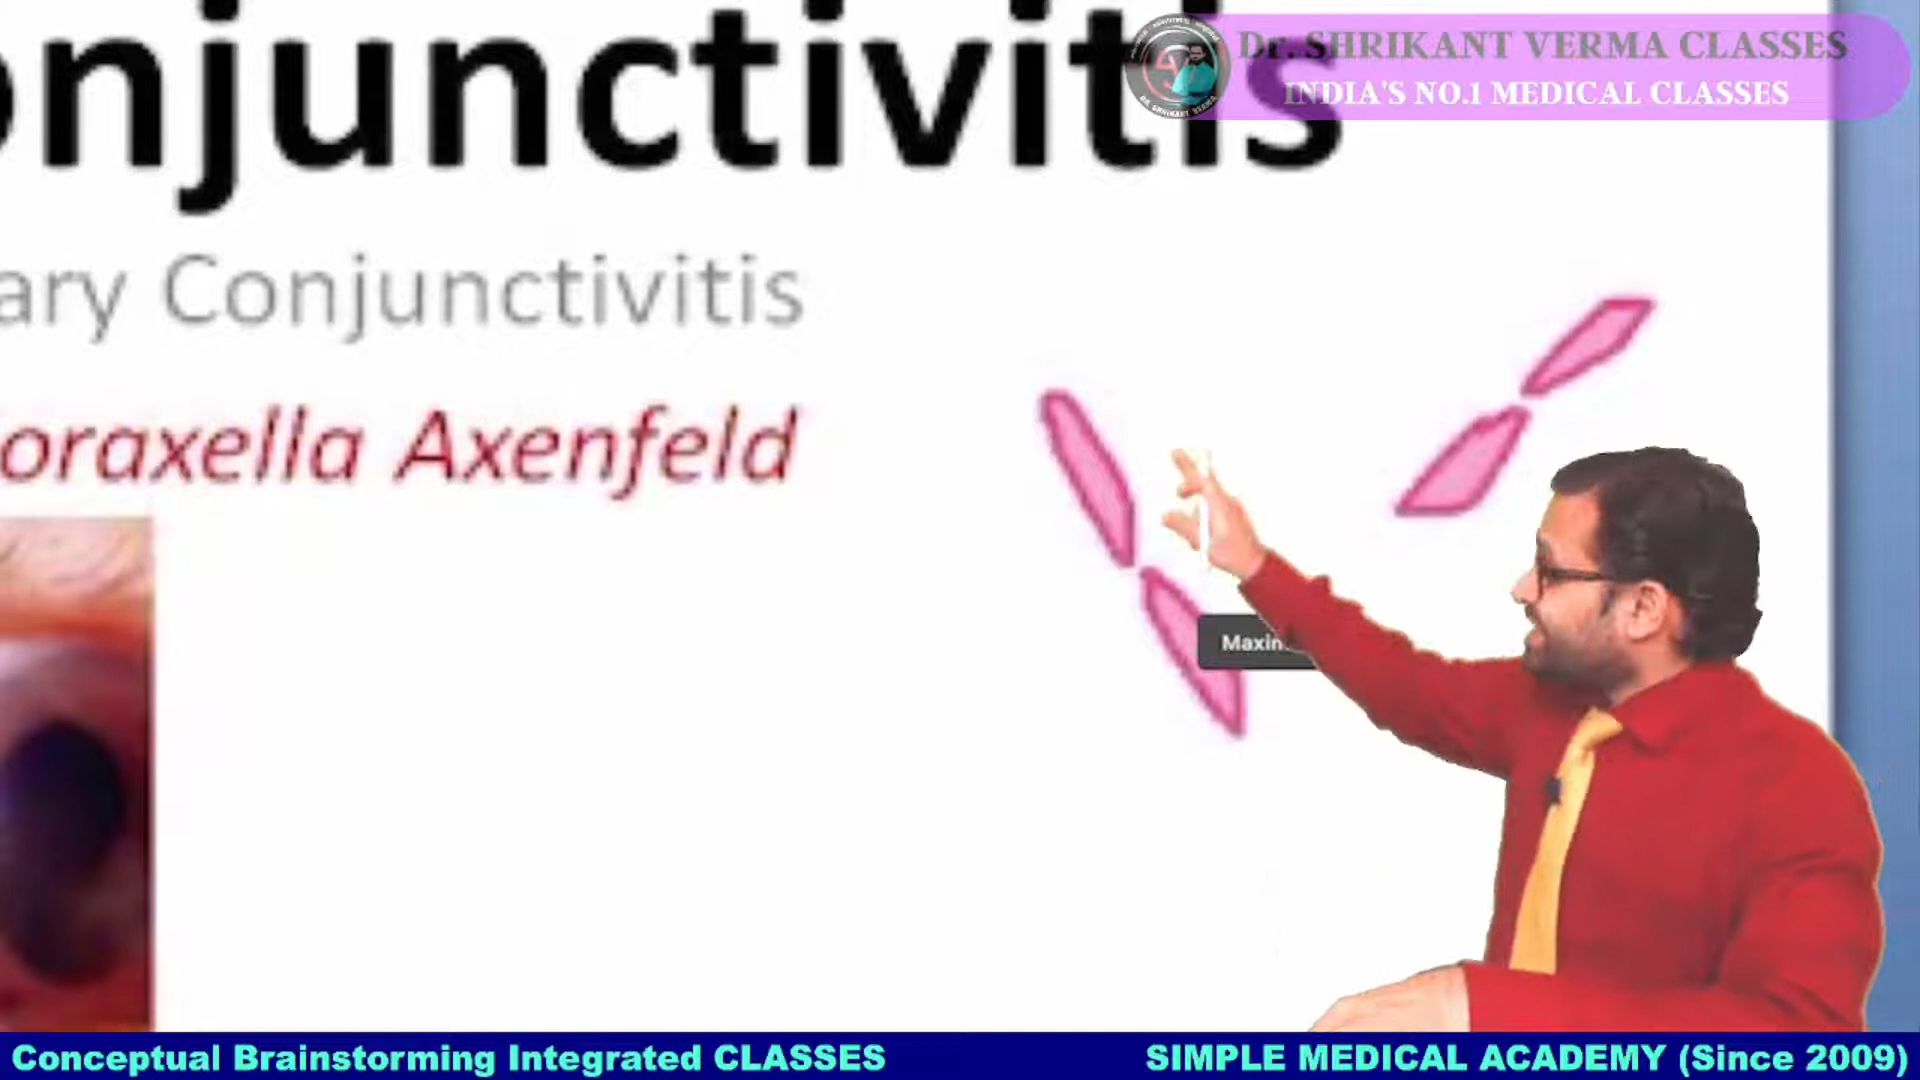 onjunctivitis
Dr. SHRIKANT VERMA CLASSES
INDIA'S NO.1 MEDICAL CLASSES
ary Conjunctivitis
oraxella Axenfeld
Maxim
Conceptual Brainstorming Integrated CLASSES
SIMPLE MEDICAL ACADEMY (Since 2009)